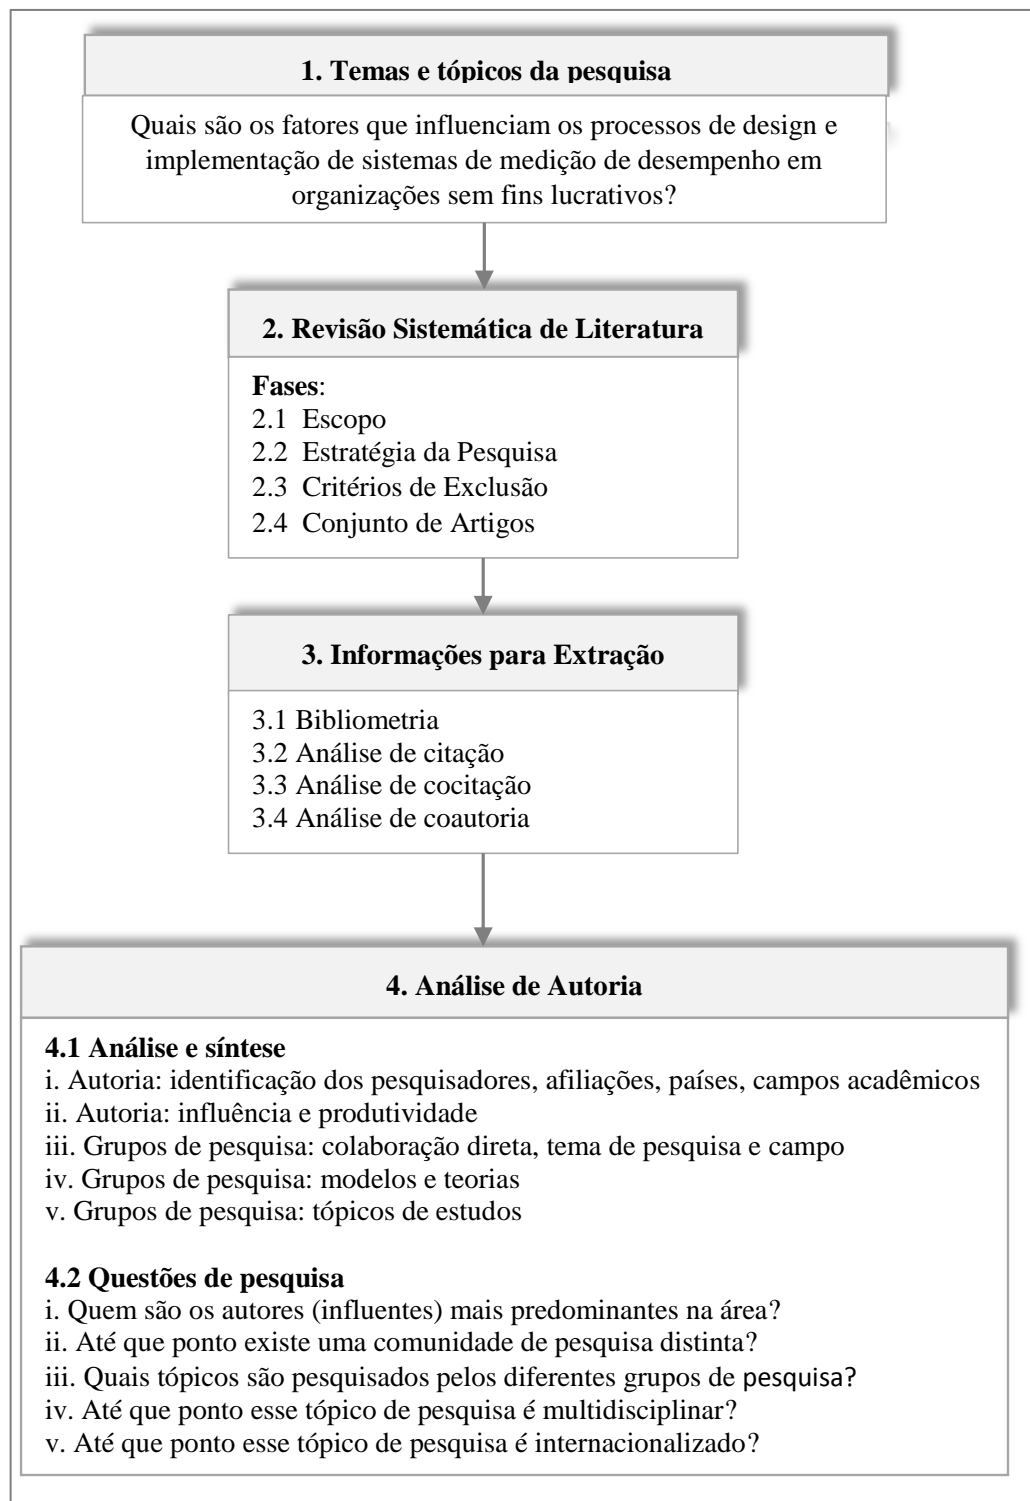 1. Temas e tópicos da pesquisa
Quais são os fatores que influenciam os processos de design e
implementação de sistemas de medição de desempenho em
organizações sem fins lucrativos?
2. Revisão Sistemática de Literatura
Fases:
2.1 Escopo
2.2 Estratégia da Pesquisa
2.3 Critérios de Exclusão
2.4 Conjunto de Artigos
3. Informações para Extração
3.1 Bibliometria
3.2 Análise de citação
3.3 Análise de cocitação
3.4 Análise de coautoria
4. Análise de Autoria
4.1 Análise e síntese
i. Autoria: identificação dos pesquisadores, afiliações, países, campos acadêmicos
ii. Autoria: influência e produtividade
iii. Grupos de pesquisa: colaboração direta, tema de pesquisa e campo
iv. Grupos de pesquisa: modelos e teorias
v. Grupos de pesquisa: tópicos de estudos
4.2 Questões de pesquisa
i. Quem são os autores (influentes) mais predominantes na área?
ii. Até que ponto existe uma comunidade de pesquisa distinta?
iii. Quais tópicos são pesquisados pelos diferentes grupos de pesquisa?
iv. Até que ponto esse tópico de pesquisa é multidisciplinar?
v. Até que ponto esse tópico de pesquisa é internacionalizado?